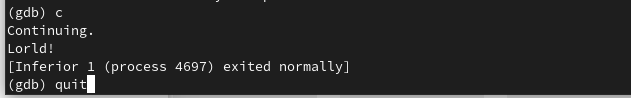 (gdb) c
Continuing.
Lorld!
[Inferior 1 (process 4697) exited normally]
(gdb) quit